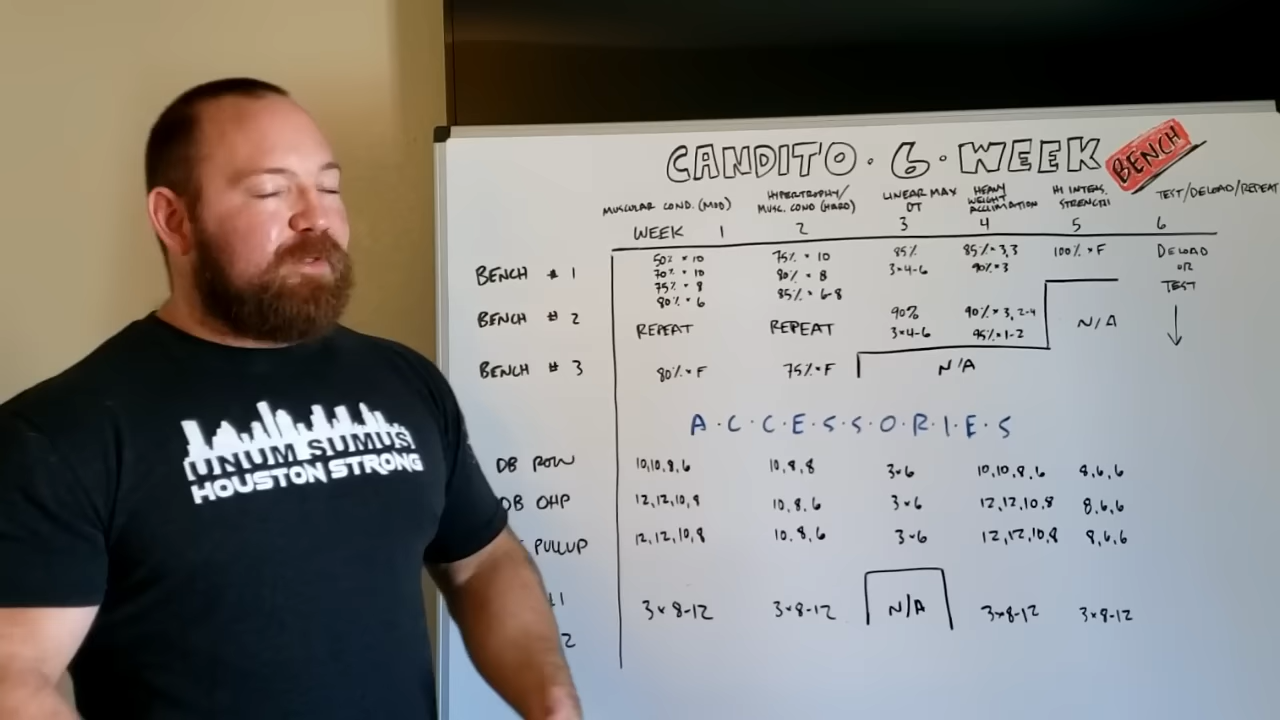 CANDITO · 6 · WEEK BENCH
MUSCULAR COND. (MOD) HYPERTROPHY/ MUSC. COND (HARD) LINEAR MAX OT HEAVY WEIGHT ACCLIMATION HI INTENS. STRENGTH TEST/DELOAD/REPEAT
WEEK 1 2 3 4 5 6
BENCH # 1
50% × 10 75% × 10 85% 85% × 3,3 100% × F DELOAD
70% × 10 80% × 8 3×4-6 90% × 3 OR
75% × 8 85% × 6-8 TEST
80% × 6
BENCH # 2 REPEAT REPEAT 90% 90% × 3, 2-4 N/A
3×4-6 95% × 1-2
BENCH # 3 80% × F 75% × F N/A
A·C·C·E·S·S·O·R·I·E·S
DB ROW 10,10,8,6 10,8,8 3×6 10,10,8,6 8,6,6
DB OHP 12,12,10,8 10,8,6 3×6 12,12,10,8 8,6,6
PULLUP 12,12,10,8 10,8,6 3×6 12,12,10,8 8,6,6
1 3×8-12 3×8-12 N/A 3×8-12 3×8-12
2
UNUM SUMUS
HOUSTON STRONG